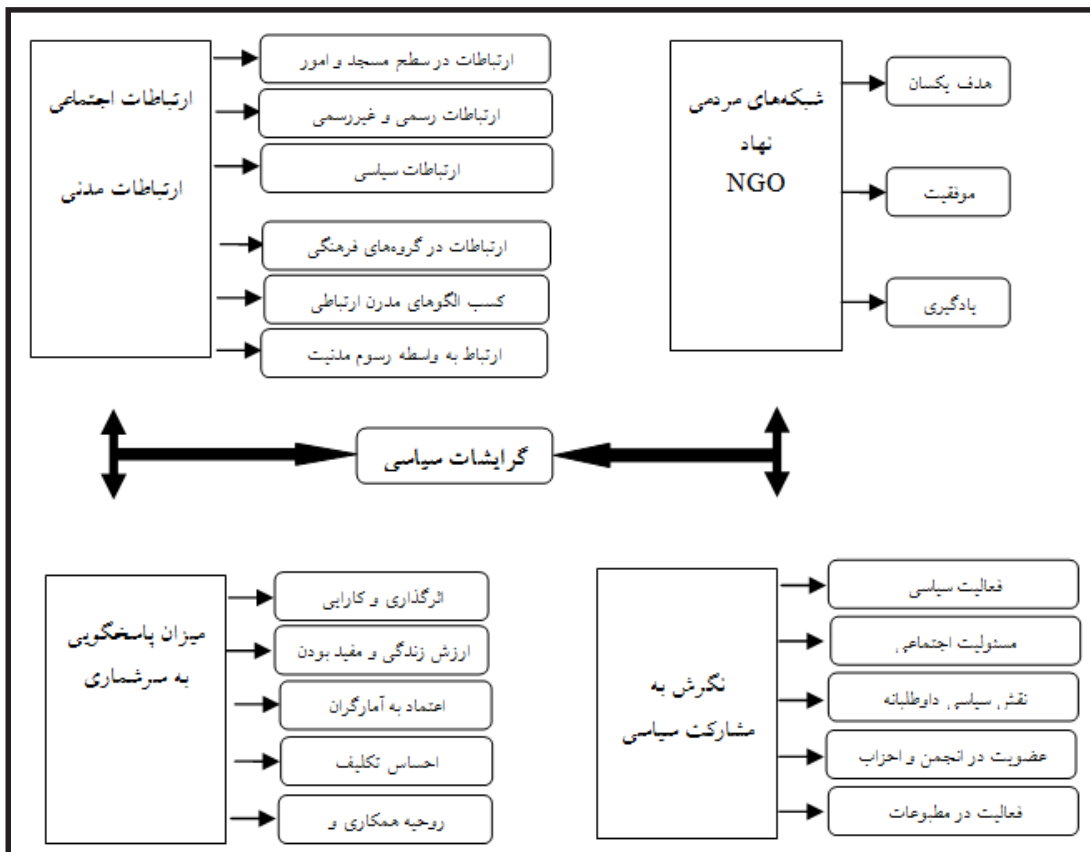 شبکه‌های مردمی
نهاد
NGO
هدف یکسان
موفقیت
یادگیری
ارتباطات اجتماعی
ارتباطات مدنی
ارتباطات در سطح مسجد و امور
ارتباطات رسمی و غیررسمی
ارتباطات سیاسی
ارتباطات در گروه‌های فرهنگی
کسب الگوهای مدرن ارتباطی
ارتباط به واسطه رسوم مدنیت
گرایشات سیاسی
نگرش به
مشارکت سیاسی
فعالیت سیاسی
مسئولیت اجتماعی
نقش سیاسی داوطلبانه
عضویت در انجمن و احزاب
فعالیت در مطبوعات
میزان پاسخگویی
به سرشماری
اثرگذاری و کارایی
ارزش زندگی و مفید بودن
اعتماد به آمارگران
احساس تکلیف
روحیه همکاری و